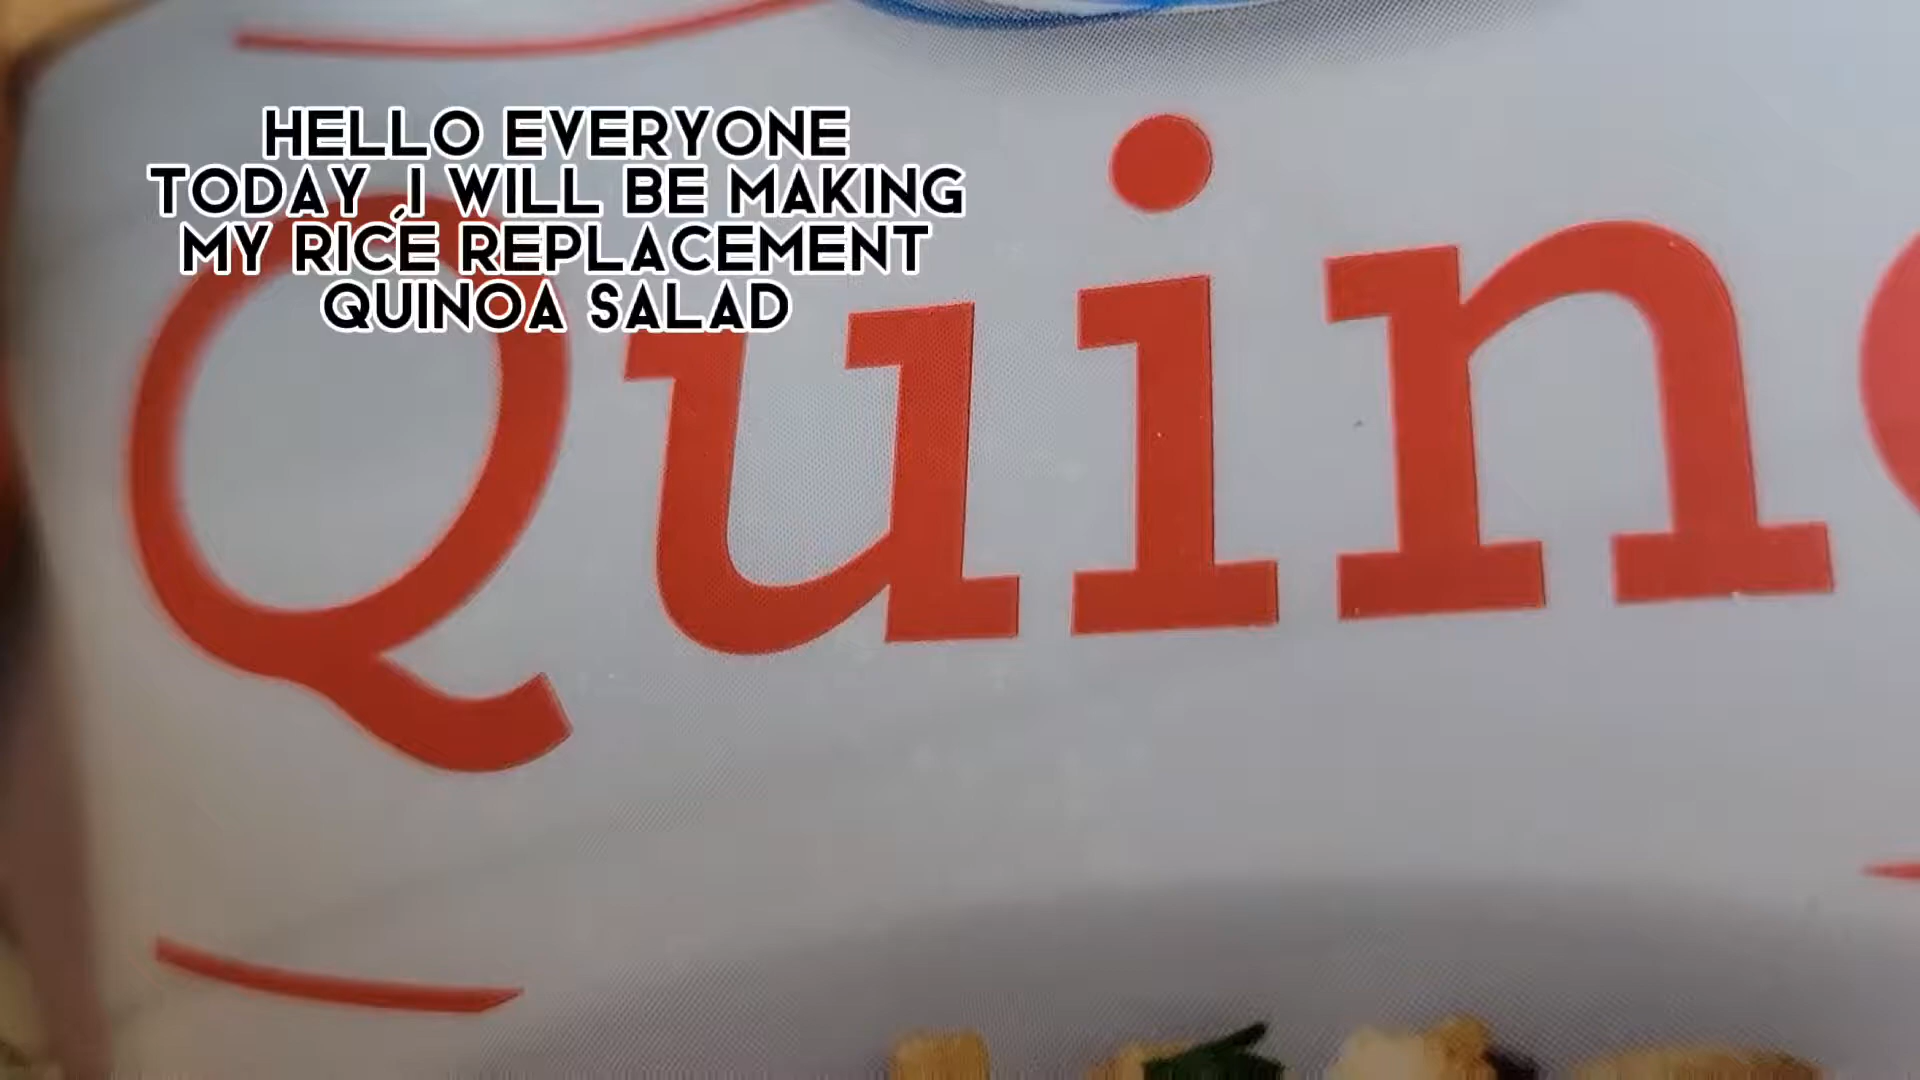 HELLO EVERYONE
TODAY ,I WILL BE MAKING
MY RICE REPLACEMENT
QUINOA SALAD
Quin